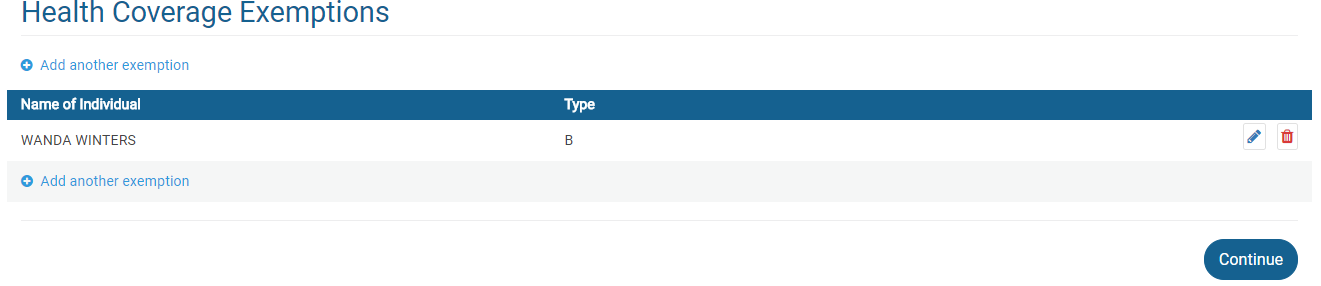 Health Coverage Exemptions
Add another exemption
Name of Individual Type
WANDA WINTERS B
Add another exemption
Continue